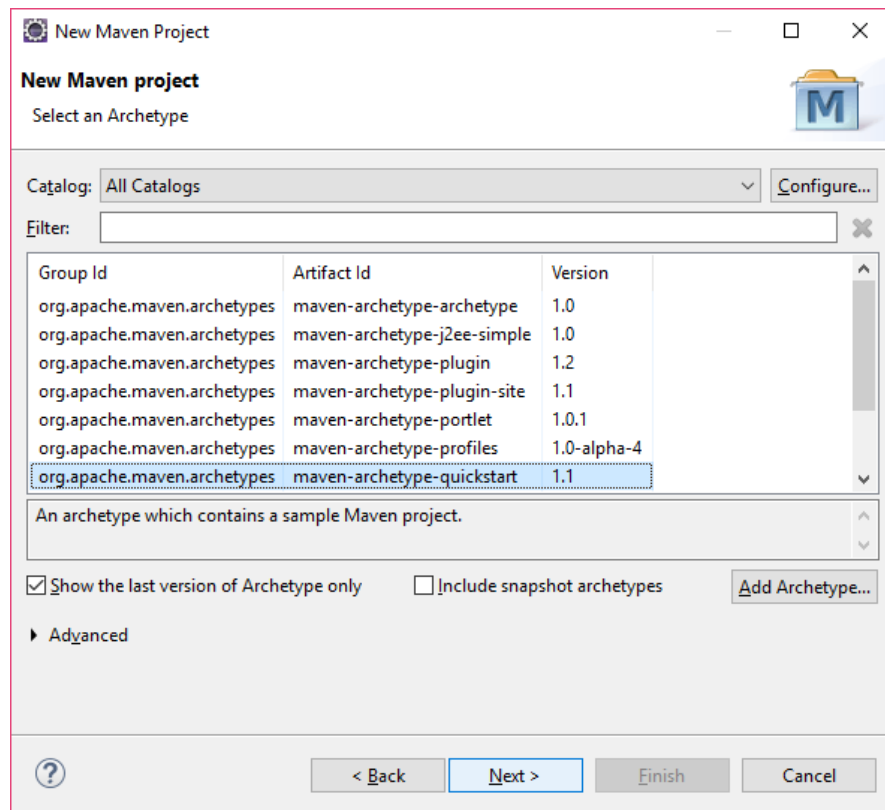 New Maven Project
New Maven project
Select an Archetype
M
Catalog: All Catalogs Configure...
Filter:
Group Id Artifact Id Version
org.apache.maven.archetypes maven-archetype-archetype 1.0
org.apache.maven.archetypes maven-archetype-j2ee-simple 1.0
org.apache.maven.archetypes maven-archetype-plugin 1.2
org.apache.maven.archetypes maven-archetype-plugin-site 1.1
org.apache.maven.archetypes maven-archetype-portlet 1.0.1
org.apache.maven.archetypes maven-archetype-profiles 1.0-alpha-4
org.apache.maven.archetypes maven-archetype-quickstart 1.1
An archetype which contains a sample Maven project.
Show the last version of Archetype only Include snapshot archetypes Add Archetype...
Advanced
? < Back Next > Finish Cancel